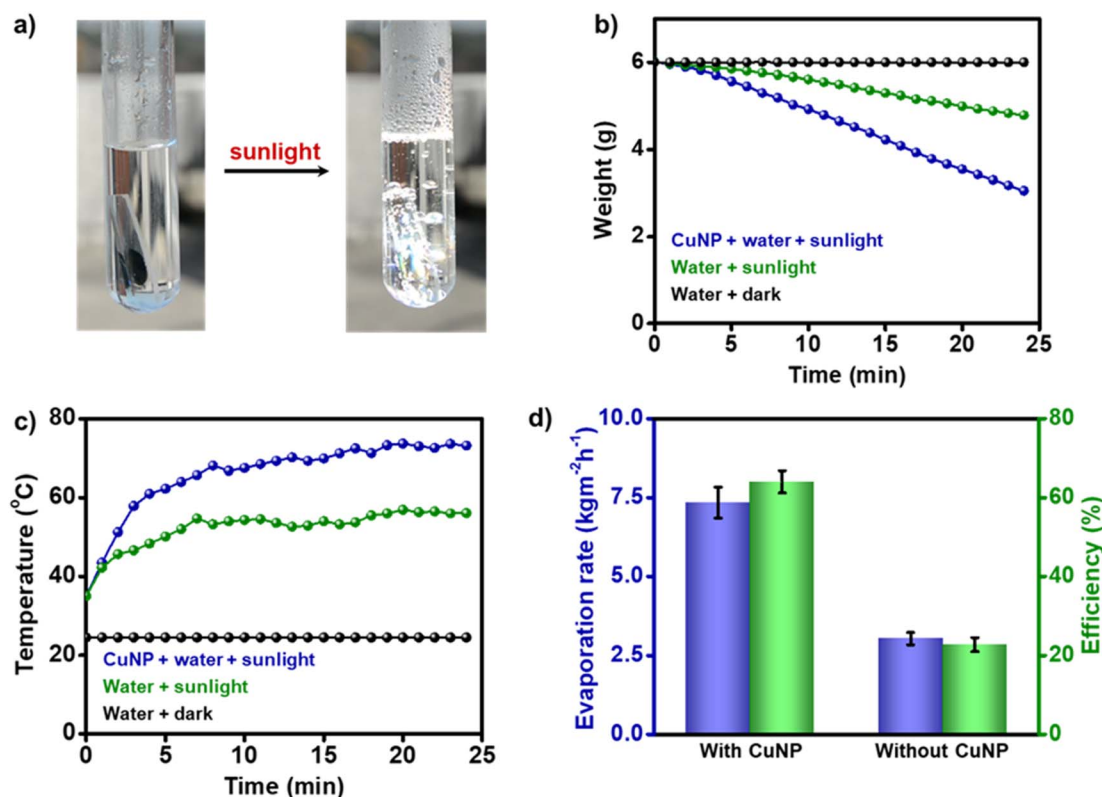 a)
sunlight
b)
Weight (g)
6
4
2
0
CuNP + water + sunlight
Water + sunlight
Water + dark
0 5 10 15 20 25
Time (min)
c)
Temperature (°C)
80
60
40
20
0
CuNP + water + sunlight
Water + sunlight
Water + dark
0 5 10 15 20 25
Time (min)
d)
Evaporation rate (kgm⁻²h⁻¹)
10.0
7.5
5.0
2.5
0.0
With CuNP Without CuNP
80
60
40
20
0
Efficiency (%)